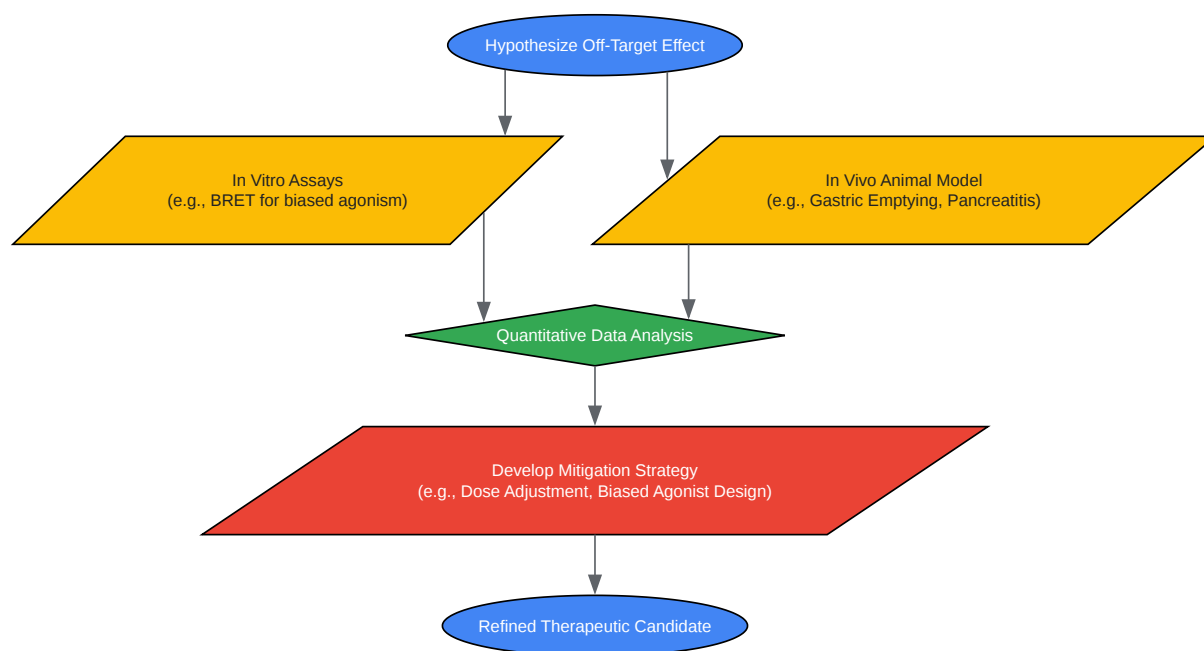 Hypothesize Off-Target Effect
In Vitro Assays
(e.g., BRET for biased agonism)
In Vivo Animal Model
(e.g., Gastric Emptying, Pancreatitis)
Quantitative Data Analysis
Develop Mitigation Strategy
(e.g., Dose Adjustment, Biased Agonist Design)
Refined Therapeutic Candidate